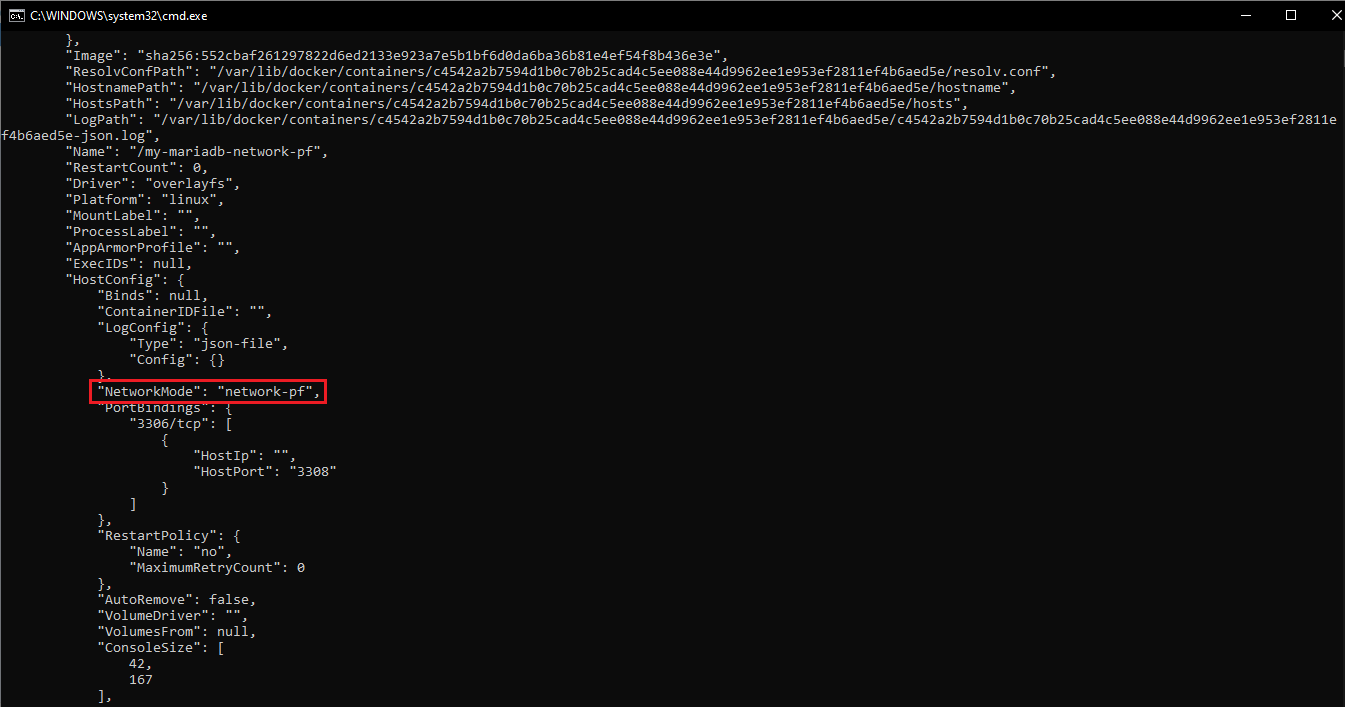 C:\WINDOWS\system32\cmd.exe
},
"Image": "sha256:552cbaf261297822d6ed2133e923a7e5b1bf6d0da6ba36b81e4ef54f8b436e3e",
"ResolvConfPath": "/var/lib/docker/containers/c4542a2b7594d1b0c70b25cad4c5ee088e44d9962ee1e953ef2811ef4b6aed5e/resolv.conf",
"HostnamePath": "/var/lib/docker/containers/c4542a2b7594d1b0c70b25cad4c5ee088e44d9962ee1e953ef2811ef4b6aed5e/hostname",
"HostsPath": "/var/lib/docker/containers/c4542a2b7594d1b0c70b25cad4c5ee088e44d9962ee1e953ef2811ef4b6aed5e/hosts",
"LogPath": "/var/lib/docker/containers/c4542a2b7594d1b0c70b25cad4c5ee088e44d9962ee1e953ef2811ef4b6aed5e/c4542a2b7594d1b0c70b25cad4c5ee088e44d9962ee1e953ef2811e
f4b6aed5e-json.log",
"Name": "/my-mariadb-network-pf",
"RestartCount": 0,
"Driver": "overlayfs",
"Platform": "linux",
"MountLabel": "",
"ProcessLabel": "",
"AppArmorProfile": "",
"ExecIDs": null,
"HostConfig": {
"Binds": null,
"ContainerIDFile": "",
"LogConfig": {
"Type": "json-file",
"Config": {}
},
"NetworkMode": "network-pf",
"PortBindings": {
"3306/tcp": [
{
"HostIp": "",
"HostPort": "3308"
}
]
},
"RestartPolicy": {
"Name": "no",
"MaximumRetryCount": 0
},
"AutoRemove": false,
"VolumeDriver": "",
"VolumesFrom": null,
"ConsoleSize": [
42,
167
],